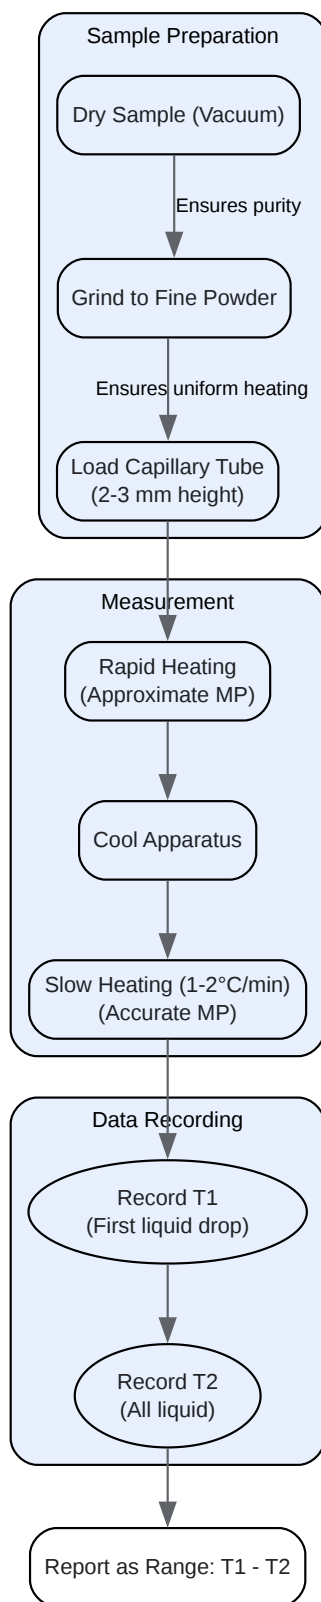 Sample Preparation
Dry Sample (Vacuum)
Ensures purity
Grind to Fine Powder
Ensures uniform heating
Load Capillary Tube
(2-3 mm height)
Measurement
Rapid Heating
(Approximate MP)
Cool Apparatus
Slow Heating (1-2°C/min)
(Accurate MP)
Data Recording
Record T1
(First liquid drop)
Record T2
(All liquid)
Report as Range: T1 - T2